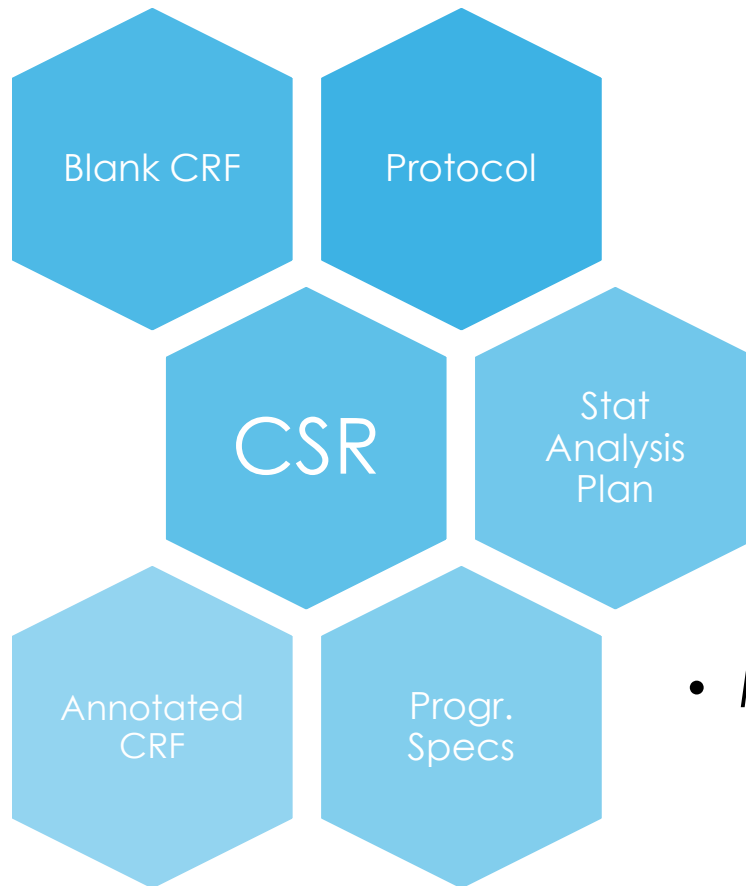 Blank CRF
Protocol
CSR
Stat
Analysis
Plan
Annotated
CRF
Progr.
Specs